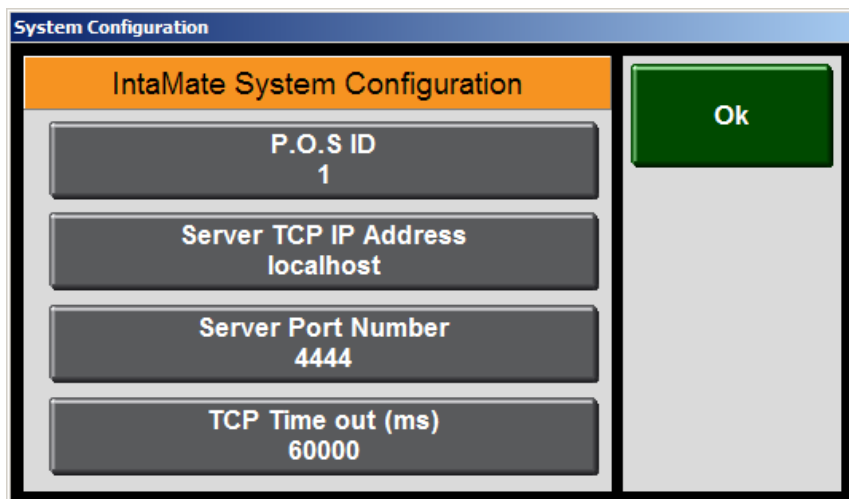 System Configuration
IntaMate System Configuration
P.O.S ID
1
Server TCP IP Address
localhost
Server Port Number
4444
TCP Time out (ms)
60000
Ok